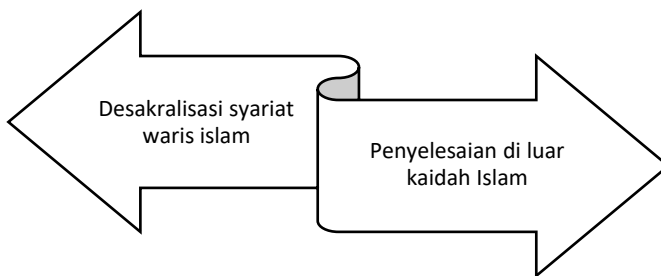 Desakralisasi syariat
waris islam
Penyelesaian di luar
kaidah Islam